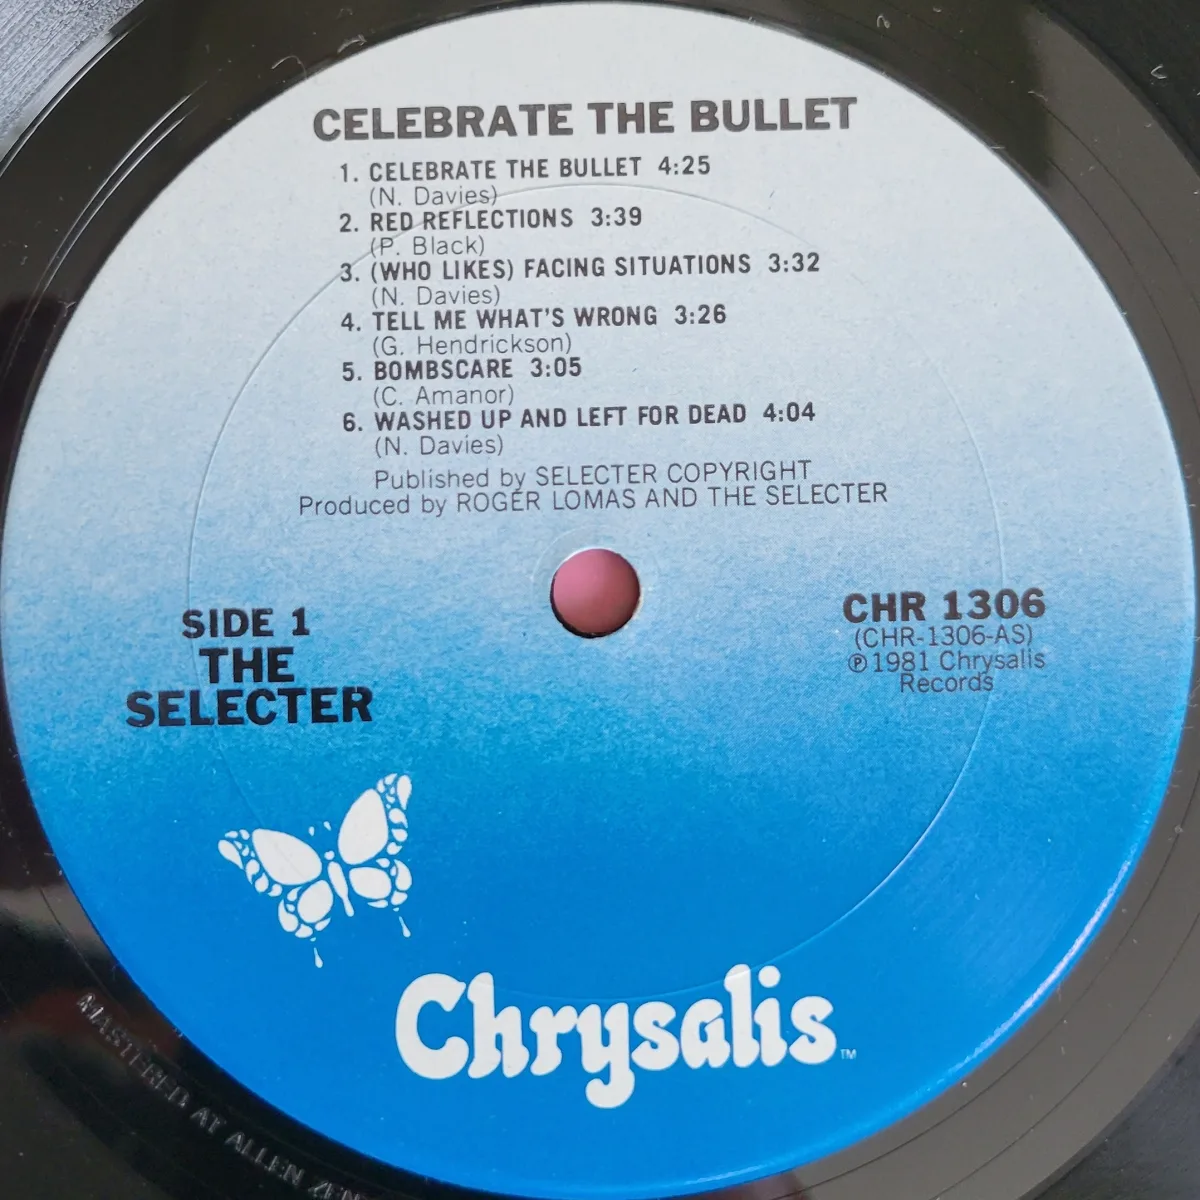 CELEBRATE THE BULLET
1. CELEBRATE THE BULLET 4:25
(N. Davies)
2. RED REFLECTIONS 3:39
(P. Black)
3. (WHO LIKES) FACING SITUATIONS 3:32
(N. Davies)
4. TELL ME WHAT'S WRONG 3:26
(G. Hendrickson)
5. BOMBSCARE 3:05
(C. Amanor)
6. WASHED UP AND LEFT FOR DEAD 4:04
(N. Davies)
Published by SELECTER COPYRIGHT
Produced by ROGER LOMAS AND THE SELECTER
SIDE 1
THE
SELECTER
CHR 1306
(CHR-1306-AS)
℗ 1981 Chrysalis
Records
Chrysalis™
MASTERED AT ALLEN